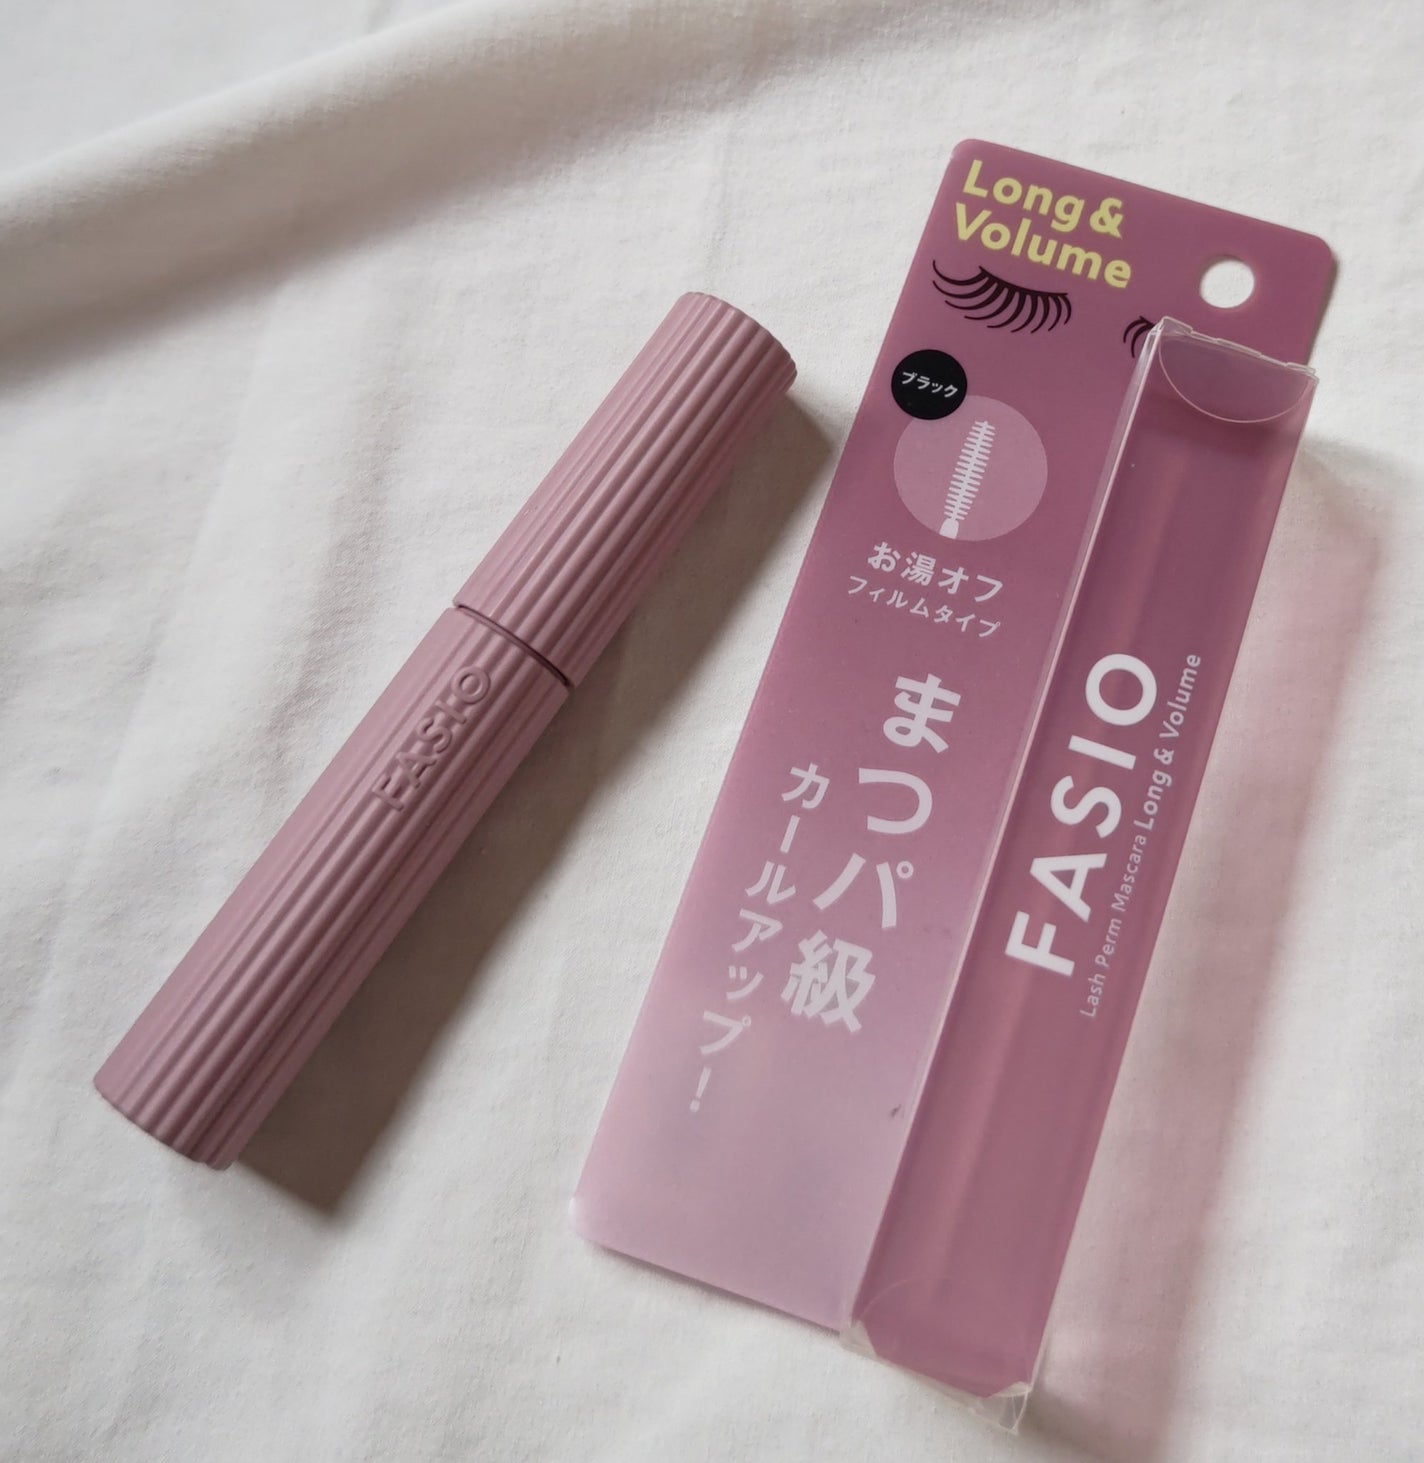 FASIO
Long &
Volume
ブラック
お湯オフ
フィルムタイプ
まつパ級
カールアップ!
FASIO
Lash Perm Mascara Long & Volume